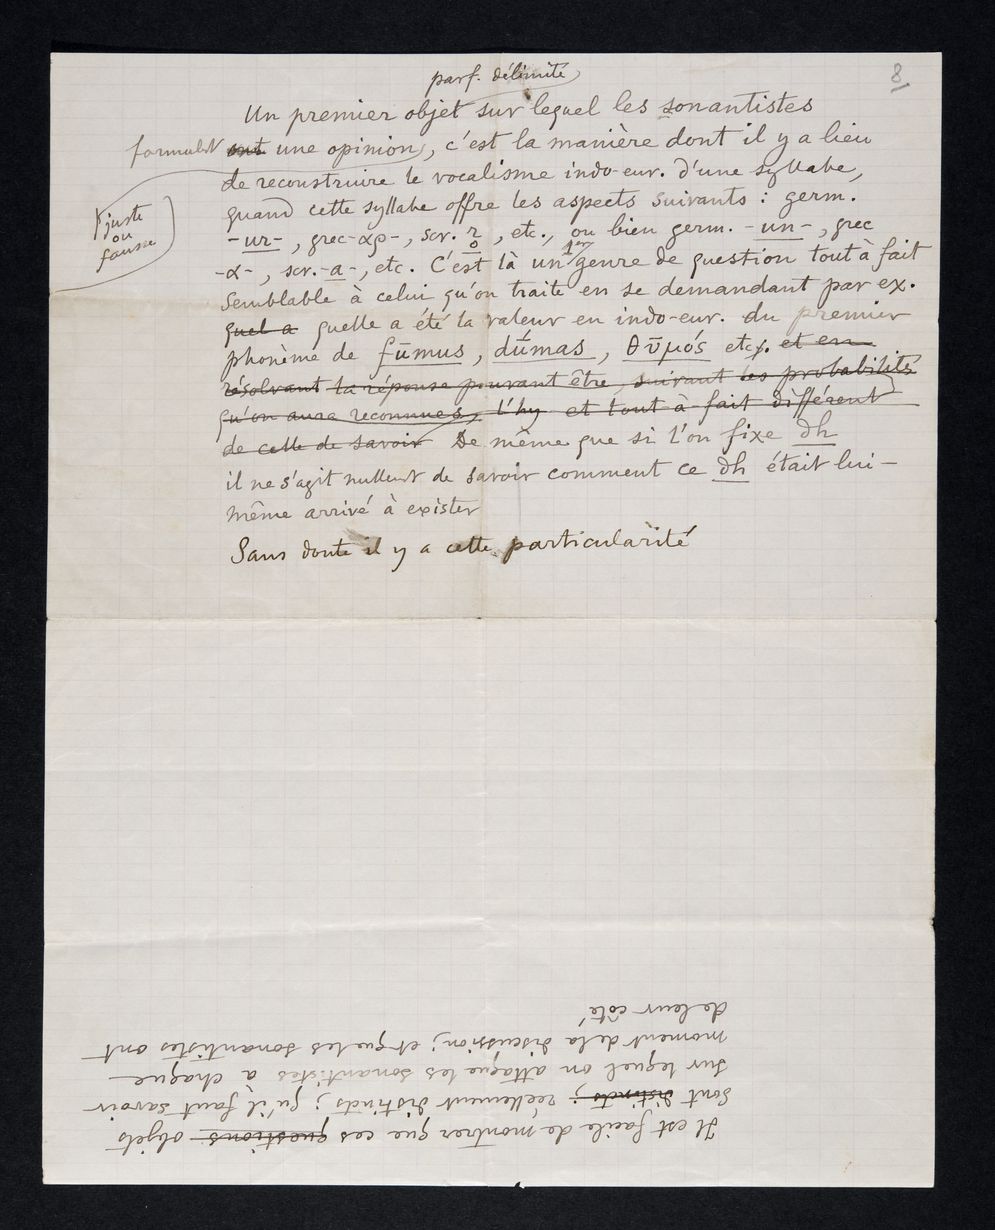 8
parf. délimité
Un premier objet sur lequel les sonantistes
formulent ont une opinion, c'est la manière dont il y a lieu
juste
ou
fausse
de reconstruire le vocalisme indo-eur. d'une syllabe,
quand cette syllabe offre les aspects suivants : germ.
-ur-, grec -αρ-, scr. r̥, etc., ou bien germ. -un-, grec
1er
-α-, scr. -a-, etc. C'est là un genre de question tout à fait
semblable à celui qu'on traite en se demandant par ex.
quel a quelle a été la valeur en indo-eur. du premier
phonème de fūmus, dūmas, θῡμός etc. et en
résolvant la réponse pouvant être, suivant les probabilités
qu'on aura reconnues, l'hy et tout à fait différent
de celle de savoir De même que si l'on fixe dh
il ne s'agit nullemt de savoir comment ce dh était lui-
même arrivé à exister
Sans doute il y a cette particularité
Il est facile de montrer que ces questions objets
sont distincts ; réellement distincts ; qu'il faut savoir
sur lequel on attaque les sonantistes à chaque
moment de la discussion ; et que les sonantistes ont
de leur côté